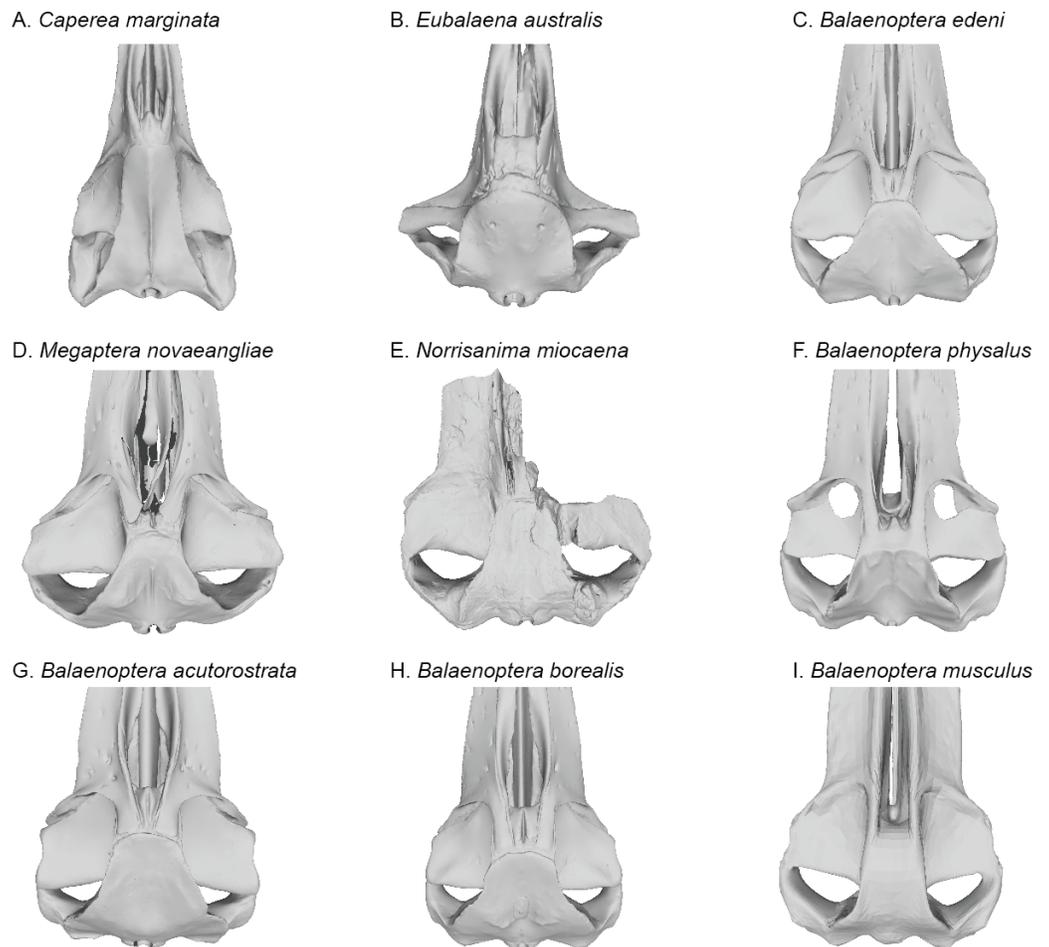 A. Caperea marginata
B. Eubalaena australis
C. Balaenoptera edeni
D. Megaptera novaeangliae
E. Norrisanima miocaena
F. Balaenoptera physalus
G. Balaenoptera acutorostrata
H. Balaenoptera borealis
I. Balaenoptera musculus